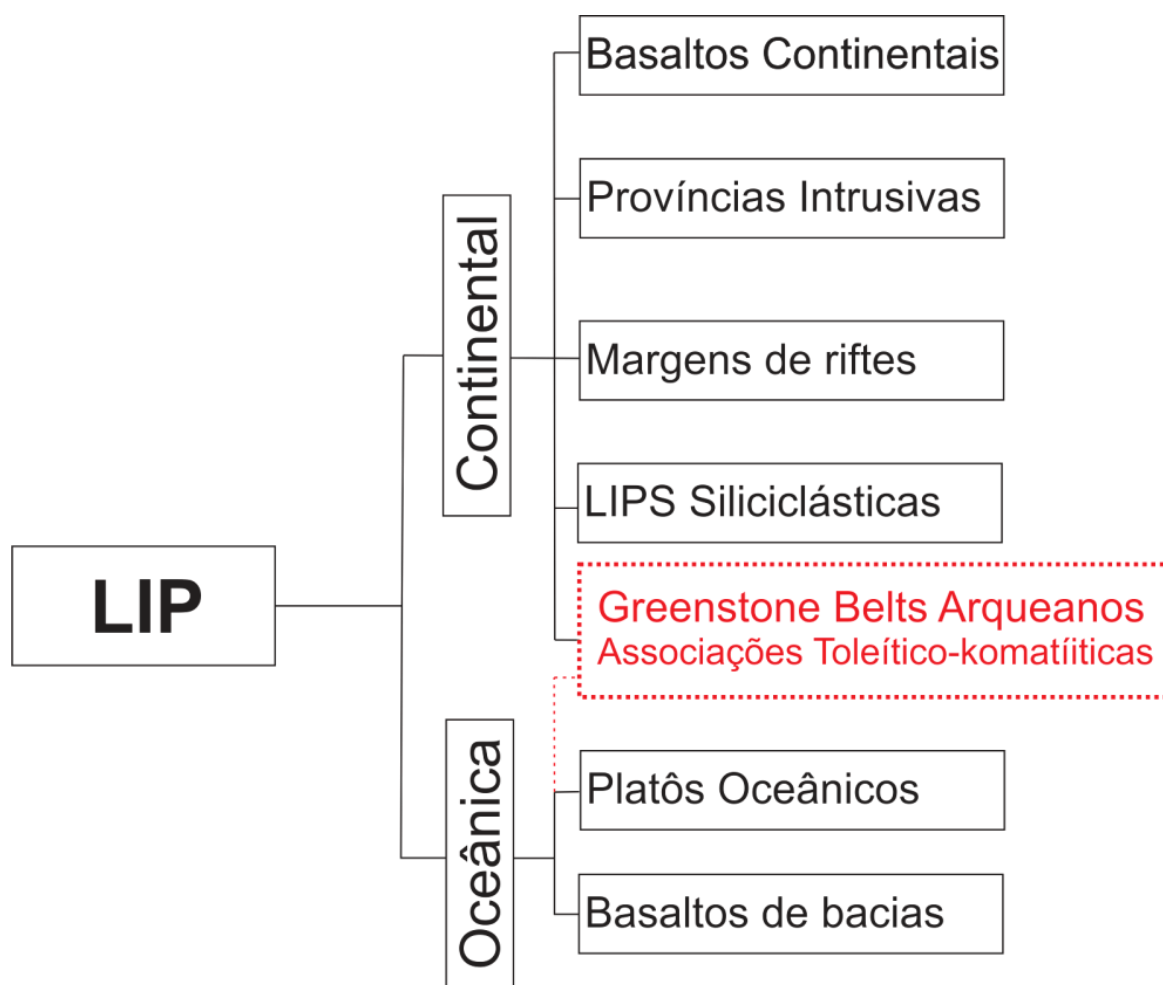 LIP
Continental
Basaltos Continentais
Províncias Intrusivas
Margens de riftes
LIPS Siliciclásticas
Greenstone Belts Arqueanos
Associações Toleítico-komatíiticas
Oceânica
Platôs Oceânicos
Basaltos de bacias